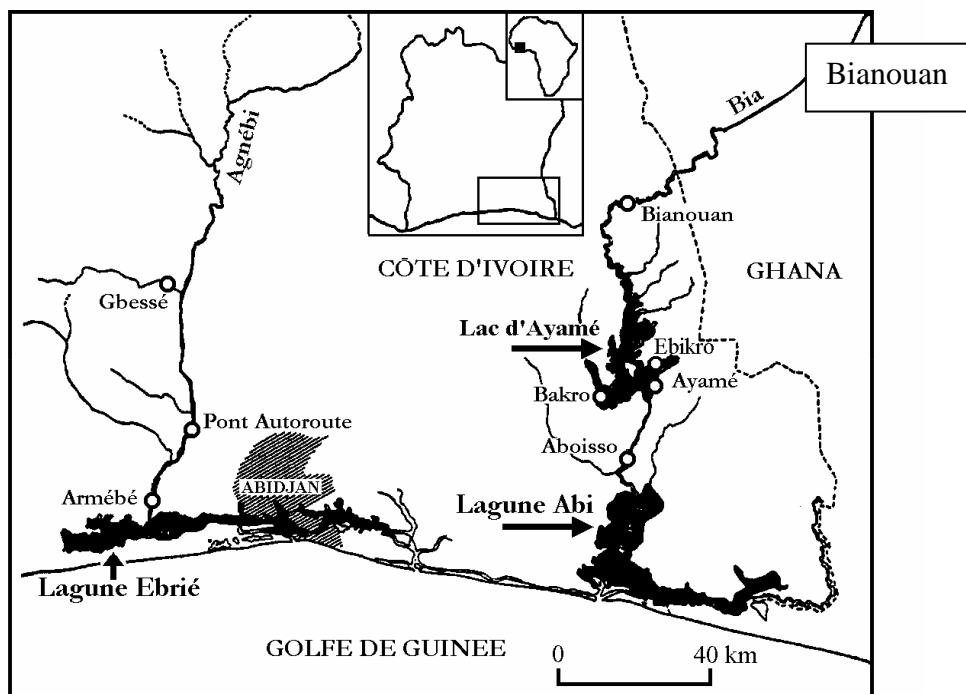 Bianouan
Bia
Agnébi
Bianouan
CÔTE D'IVOIRE
GHANA
Gbessé
Lac d'Ayamé
Ebikro
Ayamé
Bakro
Pont Autoroute
Aboisso
ABIDJAN
Armébé
Lagune Abi
Lagune Ebrié
GOLFE DE GUINEE
0 40 km